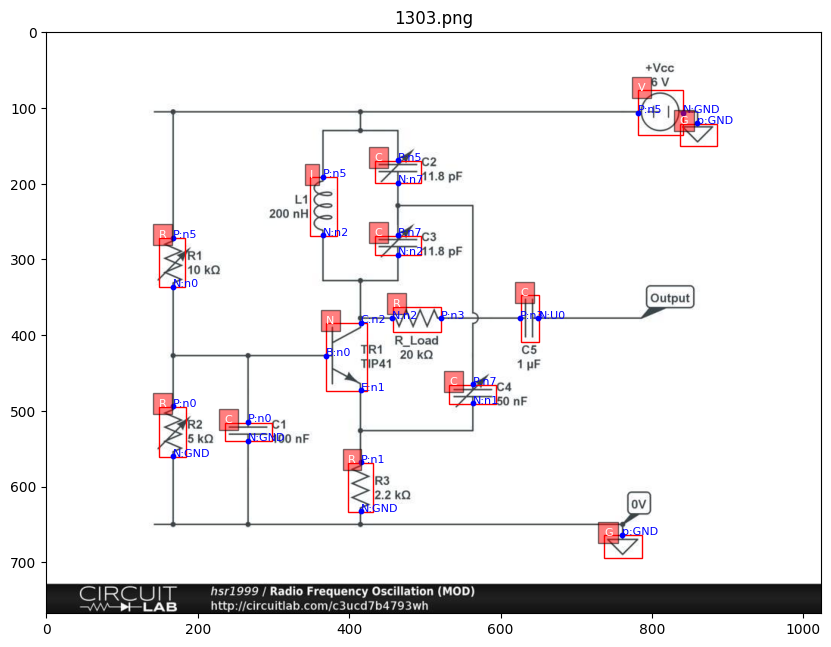 1303.png
0
100
200
300
400
500
600
700
0
200
400
600
800
1000
+Vcc
6 V
V
P:n5
N:GND
G
p:GND
C
P:n5
C2
11.8 pF
N:n7
L
P:n5
L1
200 nH
N:n2
C
P:n7
C3
11.8 pF
N:n2
R
P:n5
R1
10 kΩ
N:n0
R
N:n2
P:n3
R_Load
20 kΩ
C
N:U0
C5
1 µF
Output
N
C:n2
B:n0
TR1
TIP41
E:n1
C
P:n7
C4
50 nF
N:n1
R
P:n0
R2
5 kΩ
N:GND
C
P:n0
C1
N:GND
R
P:n1
R3
2.2 kΩ
N:GND
0V
G
p:GND
CIRCUIT
LAB
hsr1999 / Radio Frequency Oscillation (MOD)
http://circuitlab.com/c3ucd7b4793wh